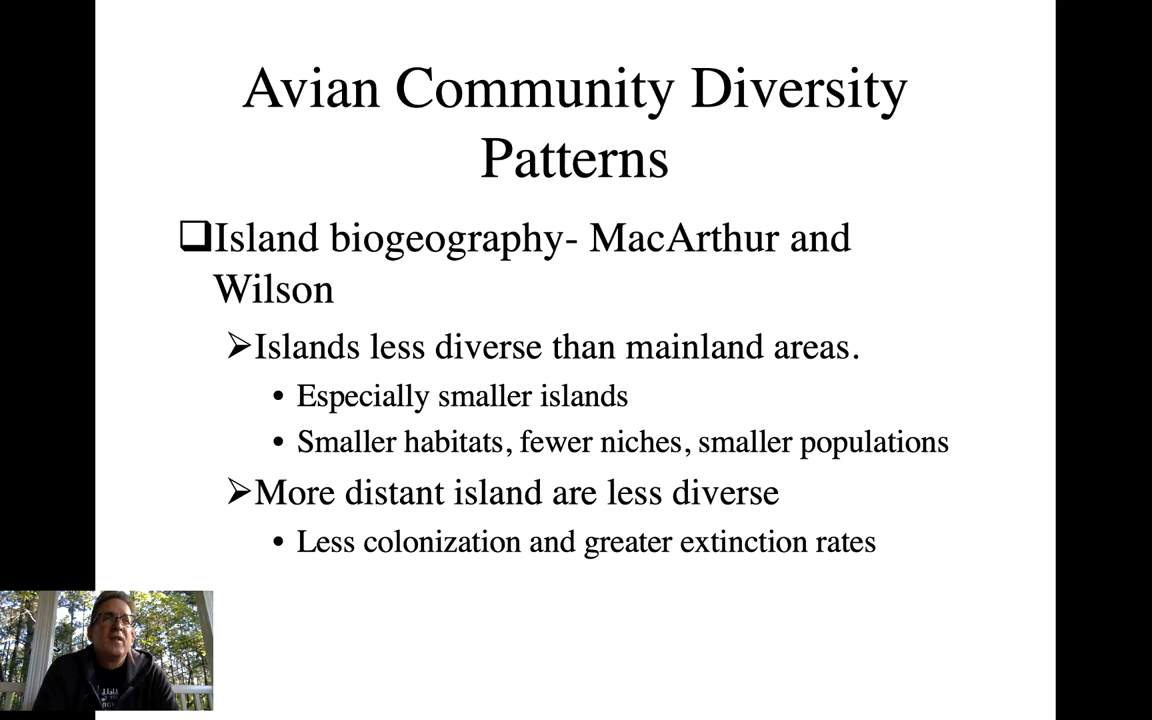 Avian Community Diversity
Patterns
❑Island biogeography- MacArthur and
Wilson
➢Islands less diverse than mainland areas.
• Especially smaller islands
• Smaller habitats, fewer niches, smaller populations
➢More distant island are less diverse
• Less colonization and greater extinction rates